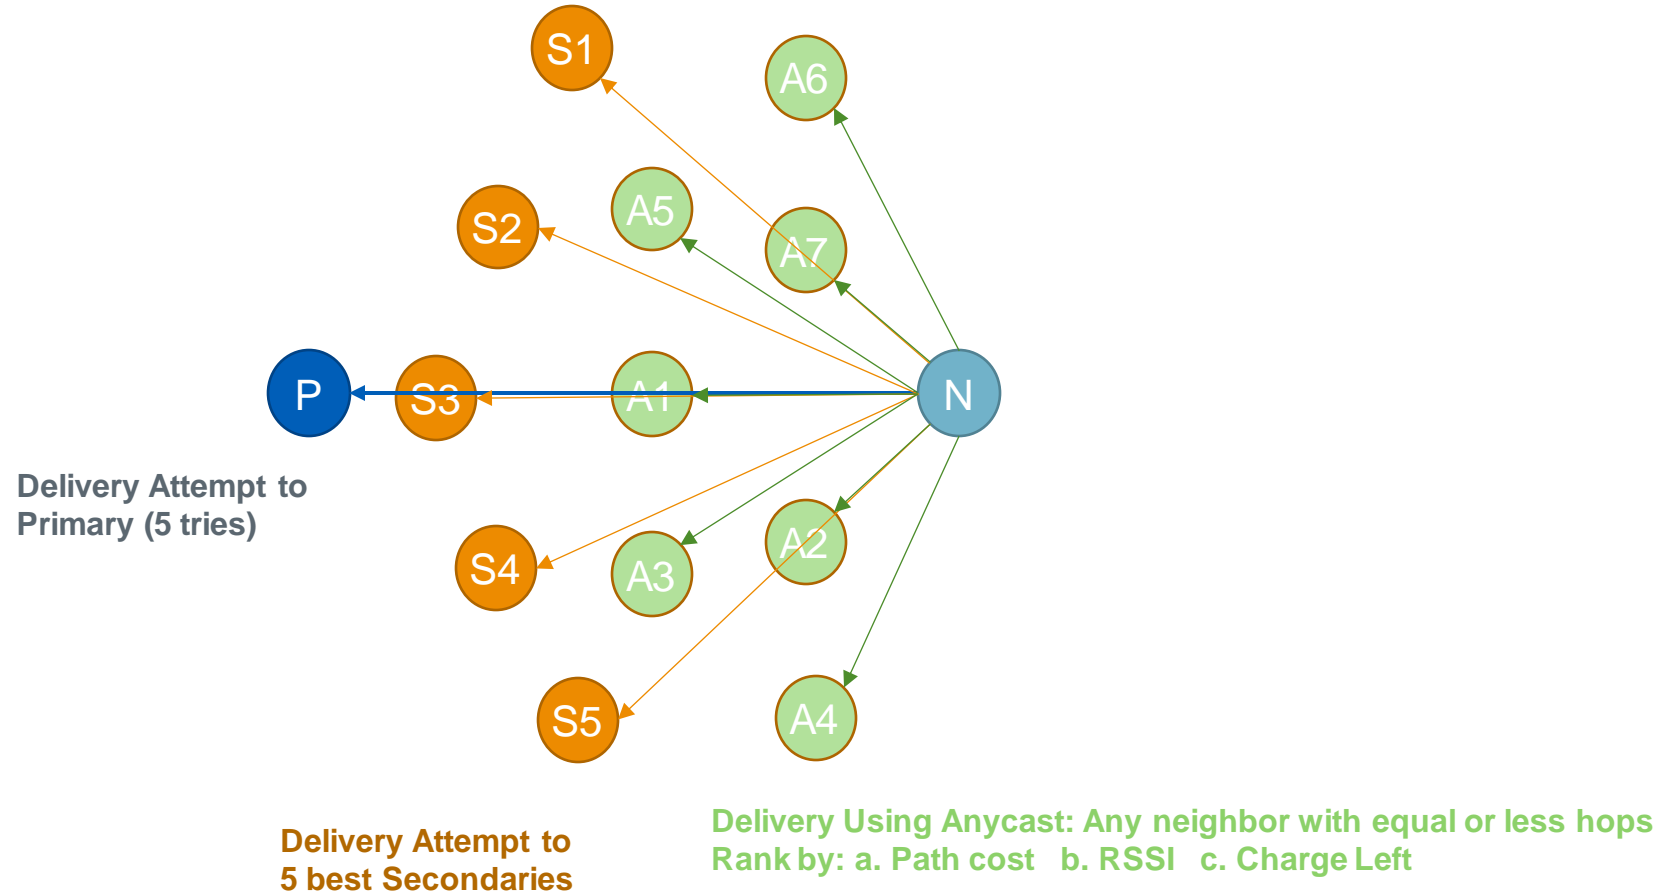 S1
A6
A5
S2
A7
P
S3
A1
N
A2
S4
A3
S5
A4
Delivery Attempt to
Primary (5 tries)
Delivery Attempt to
5 best Secondaries
Delivery Using Anycast: Any neighbor with equal or less hops
Rank by: a. Path cost b. RSSI c. Charge Left